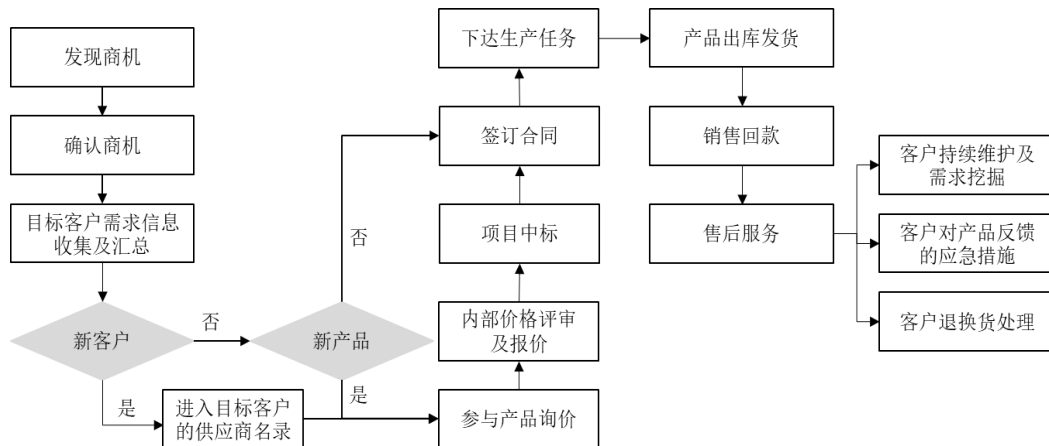 发现商机
确认商机
目标客户需求信息
收集及汇总
新客户
否
是
进入目标客户
的供应商名录
新产品
否
是
参与产品询价
内部价格评审
及报价
项目中标
签订合同
下达生产任务
产品出库发货
销售回款
售后服务
客户持续维护及
需求挖掘
客户对产品反馈
的应急措施
客户退换货处理